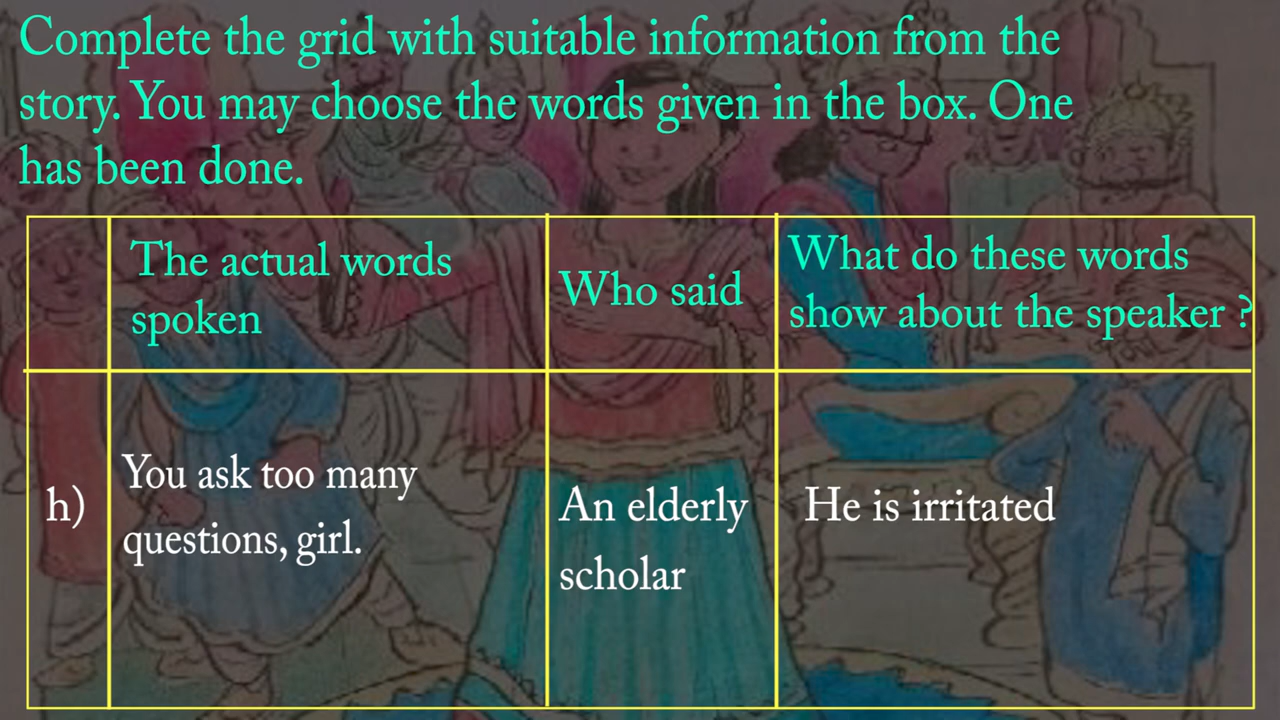 Complete the grid with suitable information from the
story. You may choose the words given in the box. One
has been done.
The actual words
spoken
Who said
What do these words
show about the speaker ?
h)
You ask too many
questions, girl.
An elderly
scholar
He is irritated